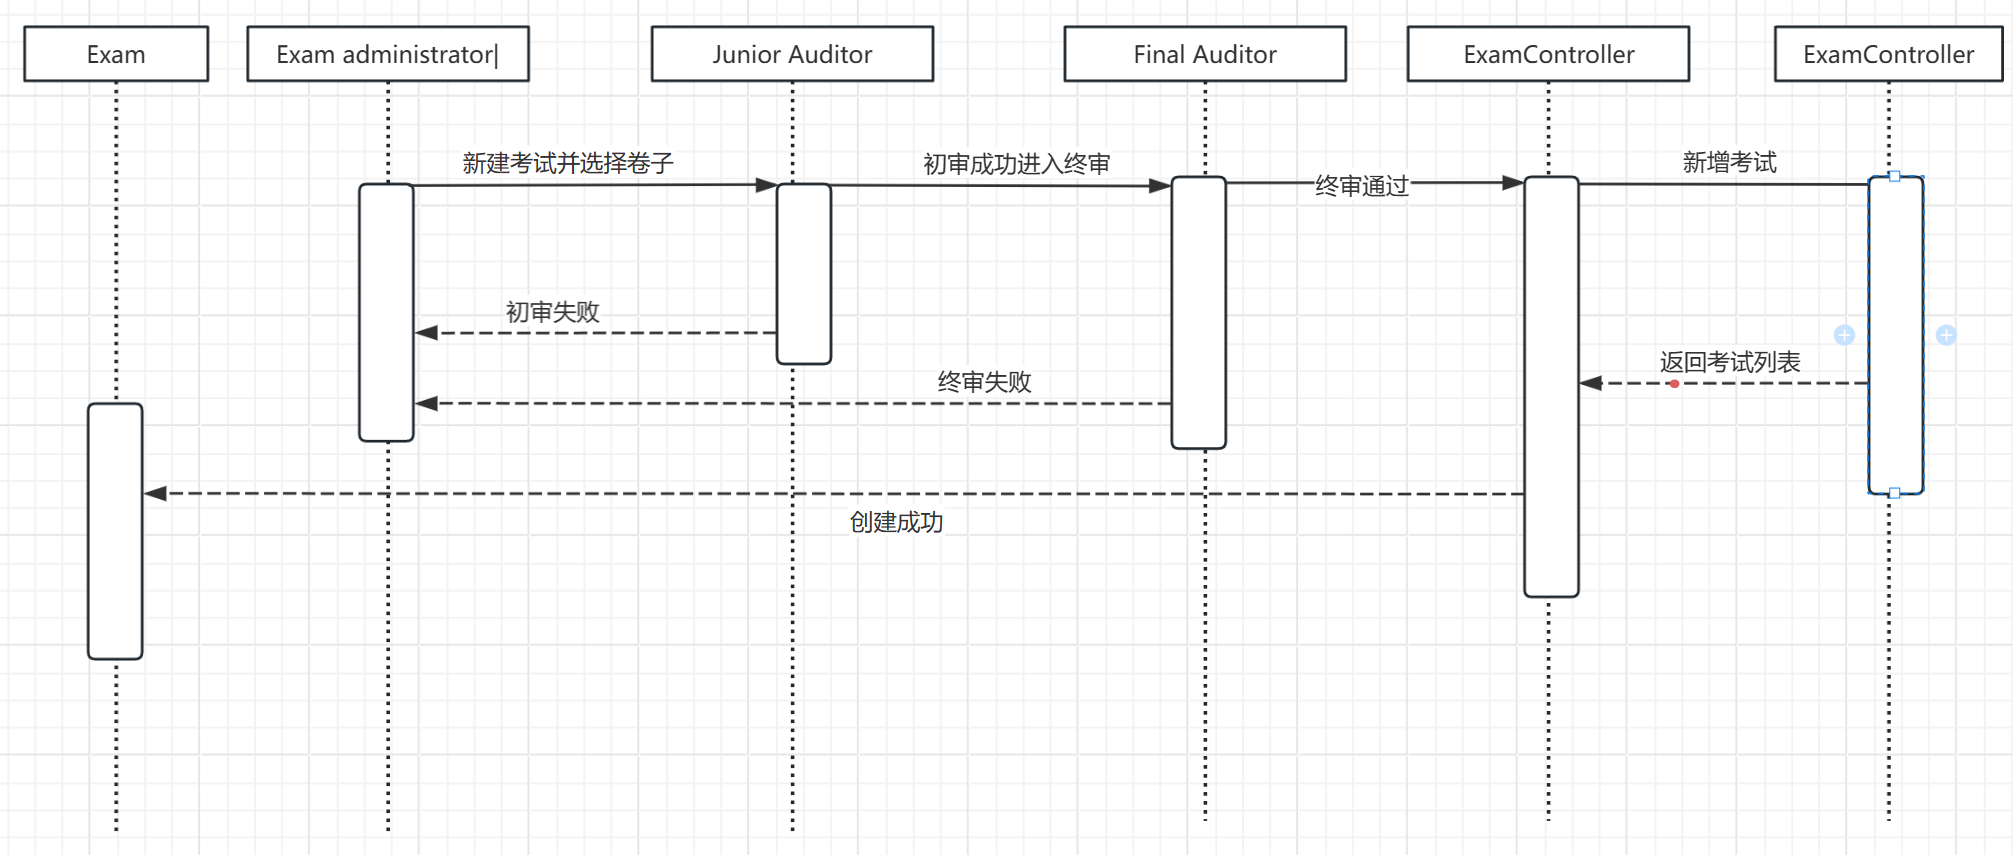 Exam
Exam administrator
Junior Auditor
Final Auditor
ExamController
ExamController
新建考试并选择卷子
初审成功进入终审
终审通过
新增考试
初审失败
终审失败
返回考试列表
创建成功